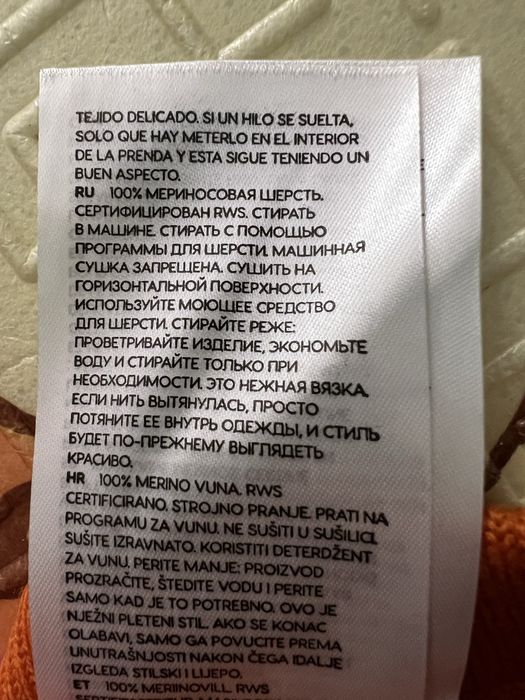 TEJIDO DELICADO. SI UN HILO SE SUELTA,
SOLO QUE HAY METERLO EN EL INTERIOR
DE LA PRENDA Y ESTA SIGUE TENIENDO UN
BUEN ASPECTO.
RU 100% МЕРИНОСОВАЯ ШЕРСТЬ.
СЕРТИФИЦИРОВАН RWS. СТИРАТЬ
В МАШИНЕ. СТИРАТЬ С ПОМОЩЬЮ
ПРОГРАММЫ ДЛЯ ШЕРСТИ. МАШИННАЯ
СУШКА ЗАПРЕЩЕНА. СУШИТЬ НА
ГОРИЗОНТАЛЬНОЙ ПОВЕРХНОСТИ.
ИСПОЛЬЗУЙТЕ МОЮЩЕЕ СРЕДСТВО
ДЛЯ ШЕРСТИ. СТИРАЙТЕ РЕЖЕ:
ПРОВЕТРИВАЙТЕ ИЗДЕЛИЕ, ЭКОНОМЬТЕ
ВОДУ И СТИРАЙТЕ ТОЛЬКО ПРИ
НЕОБХОДИМОСТИ. ЭТО НЕЖНАЯ ВЯЗКА.
ЕСЛИ НИТЬ ВЫТЯНУЛАСЬ, ПРОСТО
ПОТЯНИТЕ ЕЕ ВНУТРЬ ОДЕЖДЫ, И СТИЛЬ
БУДЕТ ПО-ПРЕЖНЕМУ ВЫГЛЯДЕТЬ
КРАСИВО.
HR 100% MERINO VUNA. RWS
CERTIFICIRANO. STROJNO PRANJE. PRATI NA
PROGRAMU ZA VUNU. NE SUŠITI U SUŠILICI.
SUŠITE IZRAVNATO. KORISTITI DETERDŽENT
ZA VUNU. PERITE MANJE: PROIZVOD
PROZRAČITE, ŠTEDITE VODU I PERITE
SAMO KAD JE TO POTREBNO. OVO JE
NJEŽNI PLETENI STIL. AKO SE KONAC
OLABAVI, SAMO GA POVUCITE PREMA
UNUTRAŠNJOSTI NAKON ČEGA IDALJE
IZGLEDA STILSKI I LIJEPO.
ET 100% MERIINOVILL. RWS